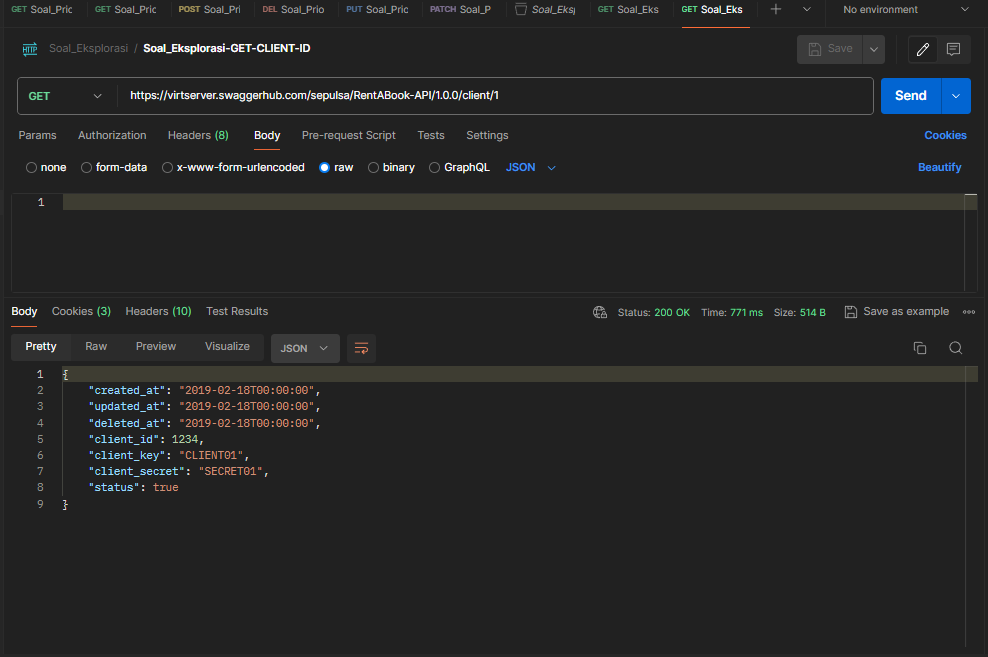 GET Soal_Pric GET Soal_Pric POST Soal_Pri DEL Soal_Prio PUT Soal_Pric PATCH Soal_P Soal_Eksp GET Soal_Eks GET Soal_Eks No environment
HTTP Soal_Eksplorasi / Soal_Eksplorasi-GET-CLIENT-ID Save
GET https://virtserver.swaggerhub.com/sepulsa/RentABook-API/1.0.0/client/1 Send
Params Authorization Headers (8) Body Pre-request Script Tests Settings Cookies
none form-data x-www-form-urlencoded raw binary GraphQL JSON Beautify
1
Body Cookies (3) Headers (10) Test Results Status: 200 OK Time: 771 ms Size: 514 B Save as example
Pretty Raw Preview Visualize JSON
1 {
2 "created_at": "2019-02-18T00:00:00",
3 "updated_at": "2019-02-18T00:00:00",
4 "deleted_at": "2019-02-18T00:00:00",
5 "client_id": 1234,
6 "client_key": "CLIENT01",
7 "client_secret": "SECRET01",
8 "status": true
9 }